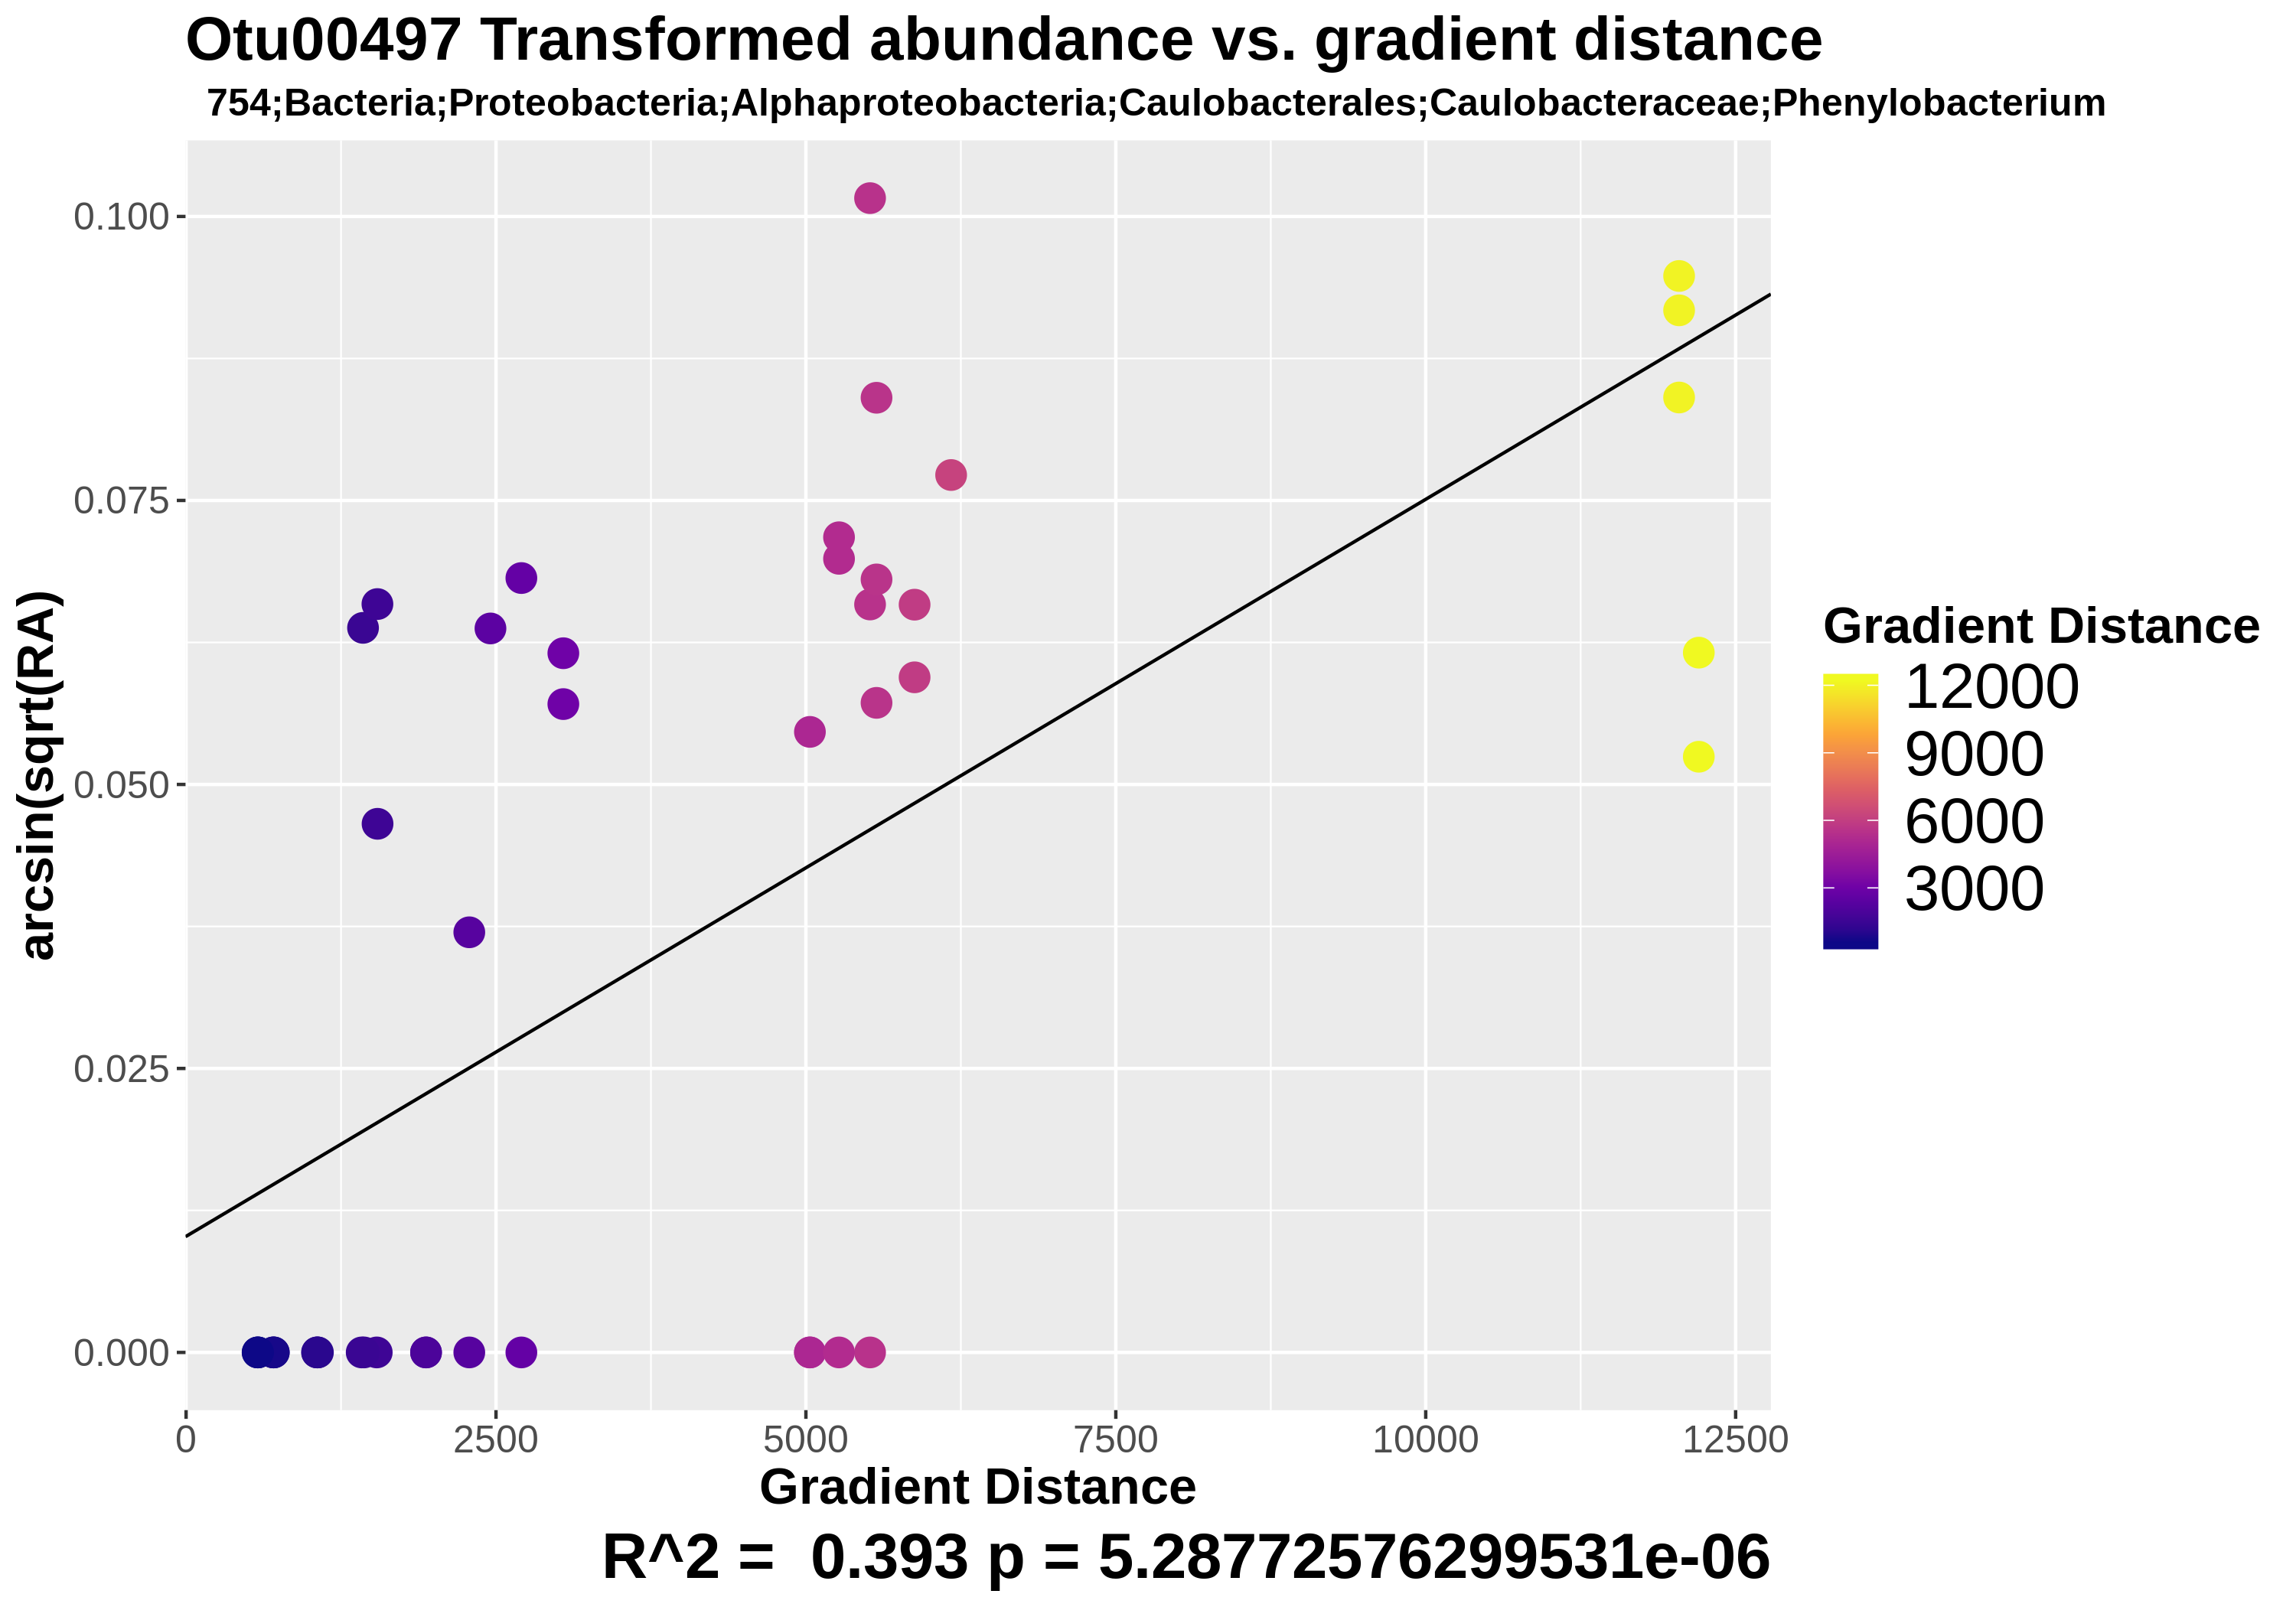 Otu00497 Transformed abundance vs. gradient distance
754;Bacteria;Proteobacteria;Alphaproteobacteria;Caulobacterales;Caulobacteraceae;Phenylobacterium
arcsin(sqrt(RA)
0.100
0.075
0.050
0.025
0.000
0 2500 5000 7500 10000 12500
Gradient Distance
Gradient Distance
12000
9000
6000
3000
R^2 =  0.393 p = 5.28772576299531e-06